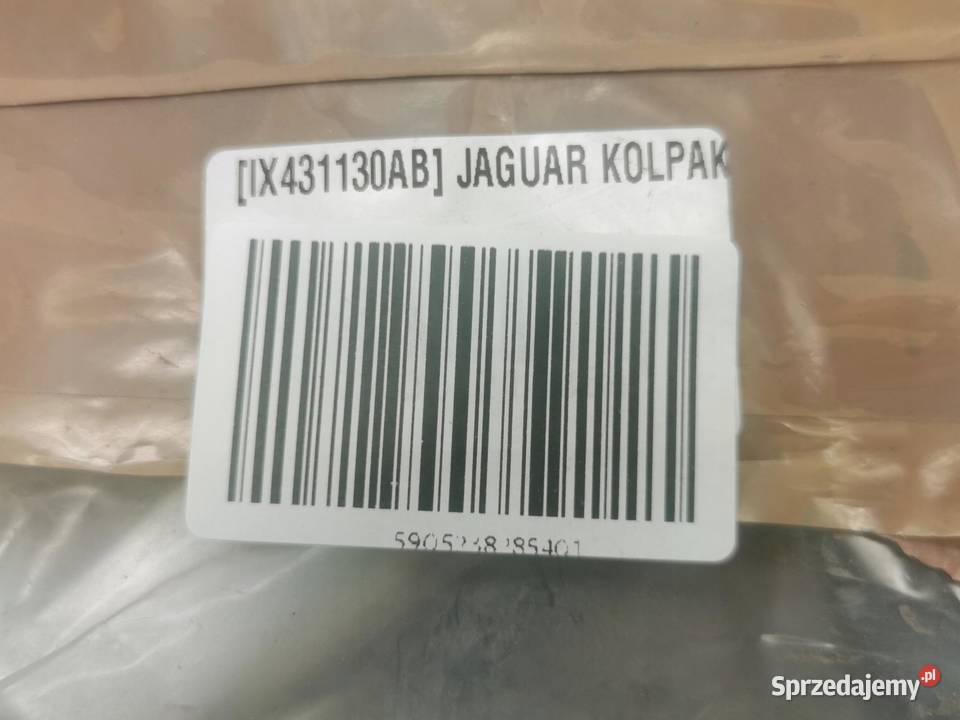 [IX431130AB] JAGUAR KOLPAK
Sprzedajemy.pl